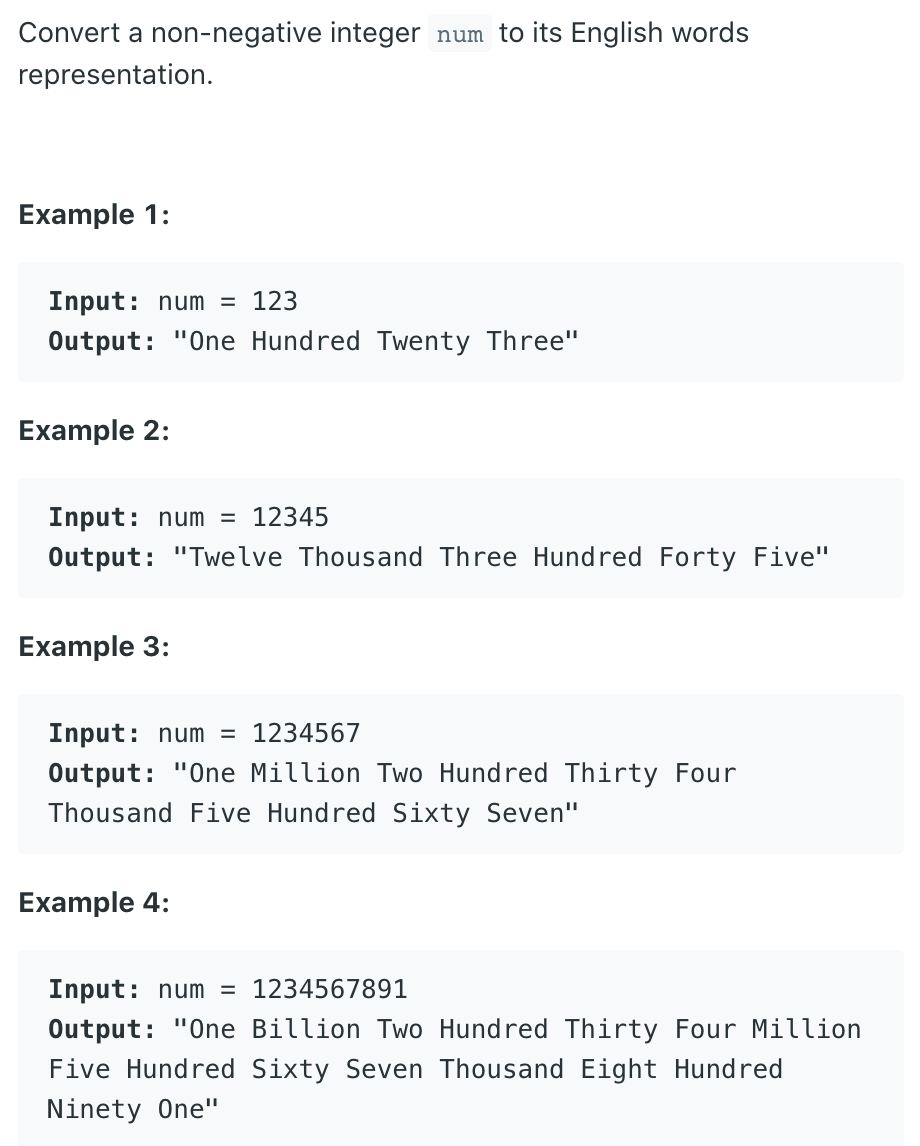 Convert a non-negative integer num to its English words
representation.
Example 1:
Input: num = 123
Output: "One Hundred Twenty Three"
Example 2:
Input: num = 12345
Output: "Twelve Thousand Three Hundred Forty Five"
Example 3:
Input: num = 1234567
Output: "One Million Two Hundred Thirty Four
Thousand Five Hundred Sixty Seven"
Example 4:
Input: num = 1234567891
Output: "One Billion Two Hundred Thirty Four Million
Five Hundred Sixty Seven Thousand Eight Hundred
Ninety One"